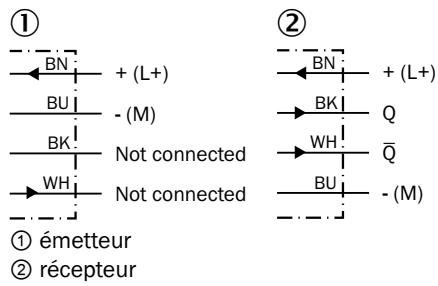 ① ②
BN + (L+)
BU - (M)
BK Not connected
WH Not connected
BN + (L+)
BK Q
WH Q̅
BU - (M)
① émetteur
② récepteur